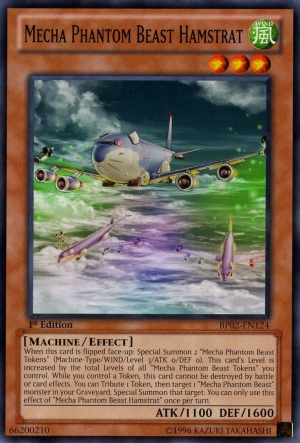 MECHA PHANTOM BEAST HAMSTRAT
WIND
風
1st Edition
BP02-EN124
[MACHINE/EFFECT]
When this card is flipped face-up: Special Summon 2 "Mecha Phantom Beast
Tokens" (Machine-Type/WIND/Level 3/ATK 0/DEF 0). This card's Level is
increased by the total Levels of all "Mecha Phantom Beast Tokens" you
control. While you control a Token, this card cannot be destroyed by battle
or card effects. You can Tribute 1 Token, then target 1 "Mecha Phantom Beast"
monster in your Graveyard; Special Summon that target. You can only use this
effect of "Mecha Phantom Beast Hamstrat" once per turn.
ATK/1100 DEF/1600
66200210
©1996 KAZUKI TAKAHASHI